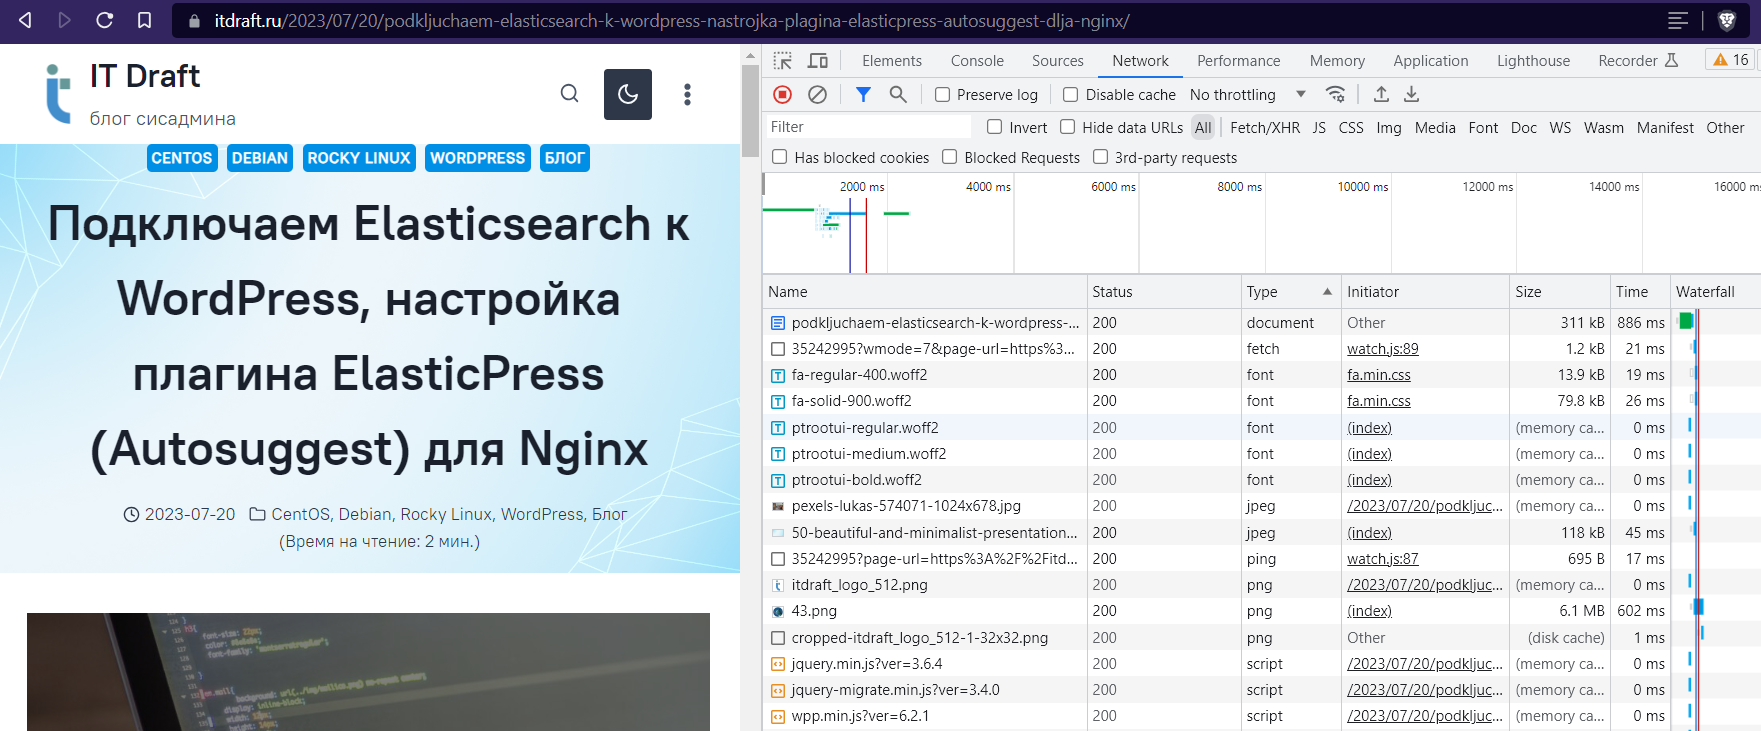 itdraft.ru/2023/07/20/podkljuchaem-elasticsearch-k-wordpress-nastrojka-plagina-elasticpress-autosuggest-dlja-nginx/
IT Draft
блог сисадмина
CENTOS DEBIAN ROCKY LINUX WORDPRESS БЛОГ
Подключаем Elasticsearch к
WordPress, настройка
плагина ElasticPress
(Autosuggest) для Nginx
2023-07-20 CentOS, Debian, Rocky Linux, WordPress, Блог
(Время на чтение: 2 мин.)
Elements Console Sources Network Performance Memory Application Lighthouse Recorder 16
Preserve log Disable cache No throttling
Filter Invert Hide data URLs All Fetch/XHR JS CSS Img Media Font Doc WS Wasm Manifest Other
Has blocked cookies Blocked Requests 3rd-party requests
2000 ms 4000 ms 6000 ms 8000 ms 10000 ms 12000 ms 14000 ms 16000 m
Name Status Type Initiator Size Time Waterfall
podkljuchaem-elasticsearch-k-wordpress-... 200 document Other 311 kB 886 ms
35242995?wmode=7&page-url=https%3... 200 fetch watch.js:89 1.2 kB 21 ms
fa-regular-400.woff2 200 font fa.min.css 13.9 kB 19 ms
fa-solid-900.woff2 200 font fa.min.css 79.8 kB 26 ms
ptrootui-regular.woff2 200 font (index) (memory ca... 0 ms
ptrootui-medium.woff2 200 font (index) (memory ca... 0 ms
ptrootui-bold.woff2 200 font (index) (memory ca... 0 ms
pexels-lukas-574071-1024x678.jpg 200 jpeg /2023/07/20/podkljuc... (memory ca... 0 ms
50-beautiful-and-minimalist-presentation... 200 jpeg (index) 118 kB 45 ms
35242995?page-url=https%3A%2F%2Fitd... 200 ping watch.js:87 695 B 17 ms
itdraft_logo_512.png 200 png /2023/07/20/podkljuc... (memory ca... 0 ms
43.png 200 png (index) 6.1 MB 602 ms
cropped-itdraft_logo_512-1-32x32.png 200 png Other (disk cache) 1 ms
jquery.min.js?ver=3.6.4 200 script /2023/07/20/podkljuc... (memory ca... 0 ms
jquery-migrate.min.js?ver=3.4.0 200 script /2023/07/20/podkljuc... (memory ca... 0 ms
wpp.min.js?ver=6.2.1 200 script /2023/07/20/podkljuc... (memory ca... 0 ms